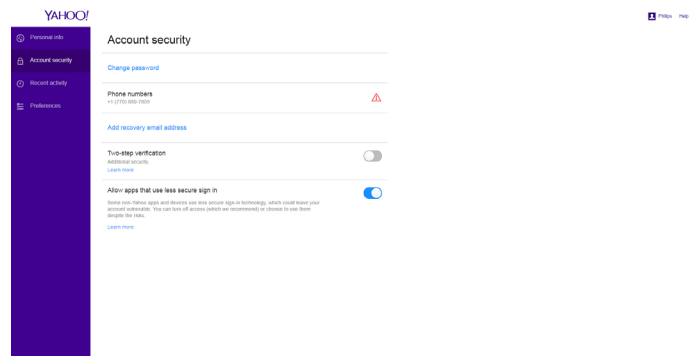 YAHOO!
Philips Help
Personal info
Account security
Recent activity
Preferences
Account security
Change password
Phone numbers
+1 (770)
Add recovery email address
Two-step verification
Additional security.
Learn more
Allow apps that use less secure sign in
Some non-Yahoo apps and devices use less secure sign-in technology, which could leave your
account vulnerable. You can turn off access (which we recommend) or choose to use them
despite the risks.
Learn more